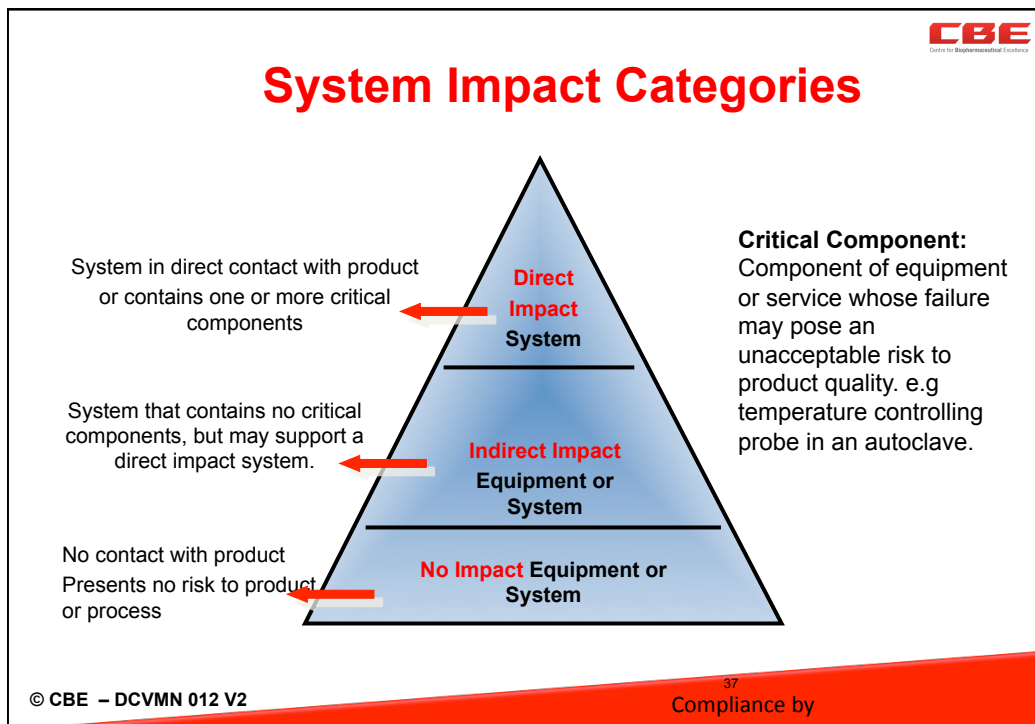 CBE
Centre for Biopharmaceutical Excellence
System Impact Categories
System in direct contact with product
or contains one or more critical
components
Direct
Impact
System
Critical Component:
Component of equipment
or service whose failure
may pose an
unacceptable risk to
product quality. e.g
temperature controlling
probe in an autoclave.
System that contains no critical
components, but may support a
direct impact system.
Indirect Impact
Equipment or
System
No contact with product
Presents no risk to product
or process
No Impact Equipment or
System
© CBE – DCVMN 012 V2
37
Compliance by